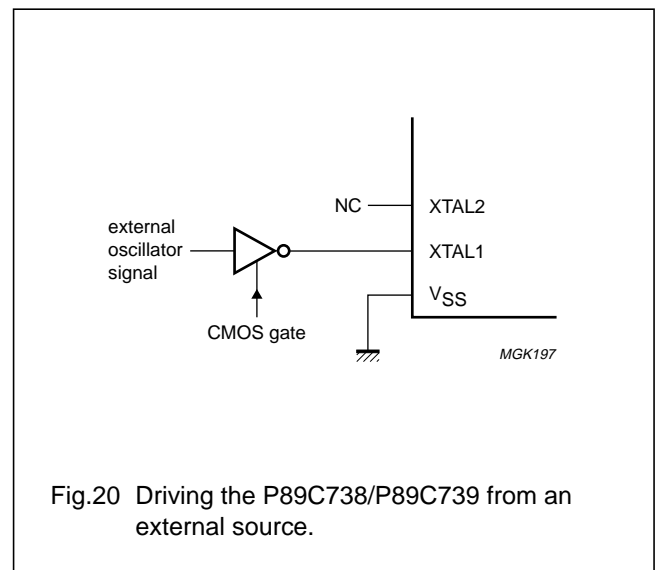 NC
XTAL2
external
oscillator
signal
XTAL1
VSS
CMOS gate
MGK197
Fig.20 Driving the P89C738/P89C739 from an
external source.